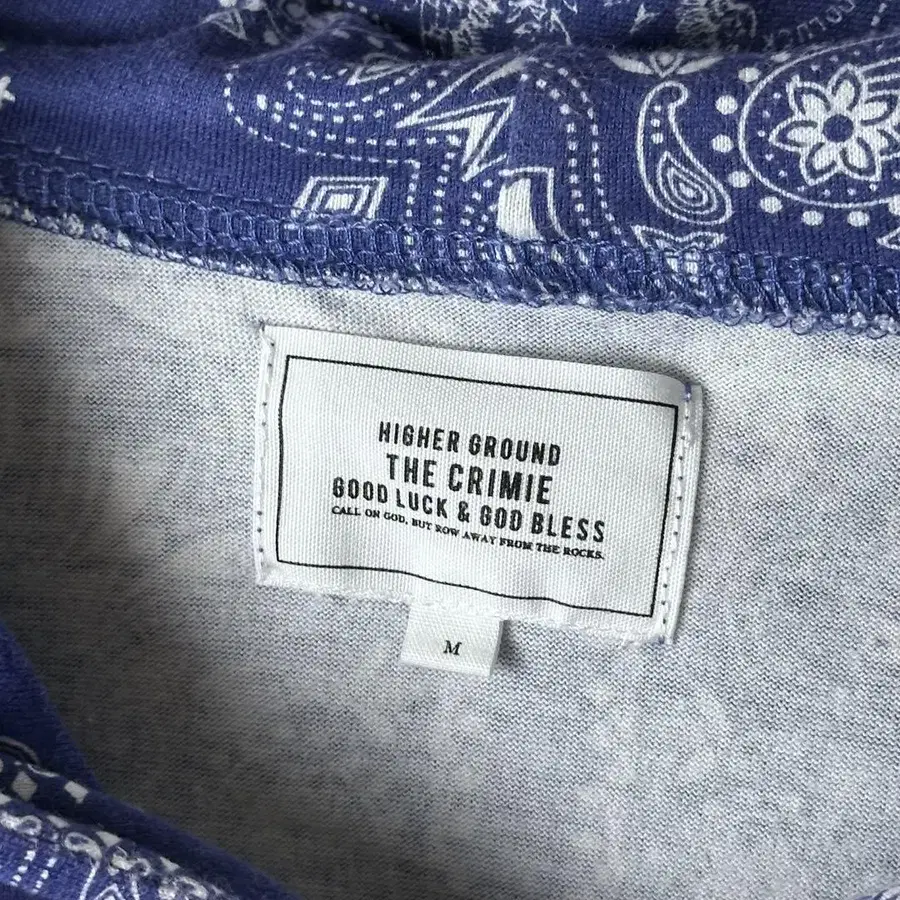 HIGHER GROUND
THE CRIMIE
GOOD LUCK & GOD BLESS
CALL ON GOD, BUT ROW AWAY FROM THE ROCKS.
M